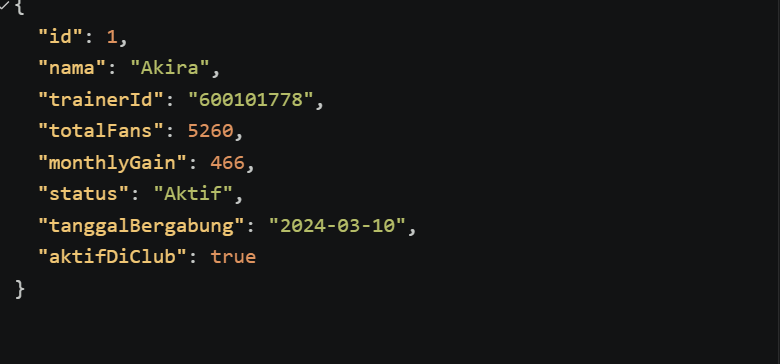 {
"id": 1,
"nama": "Akira",
"trainerId": "600101778",
"totalFans": 5260,
"monthlyGain": 466,
"status": "Aktif",
"tanggalBergabung": "2024-03-10",
"aktifDiClub": true
}